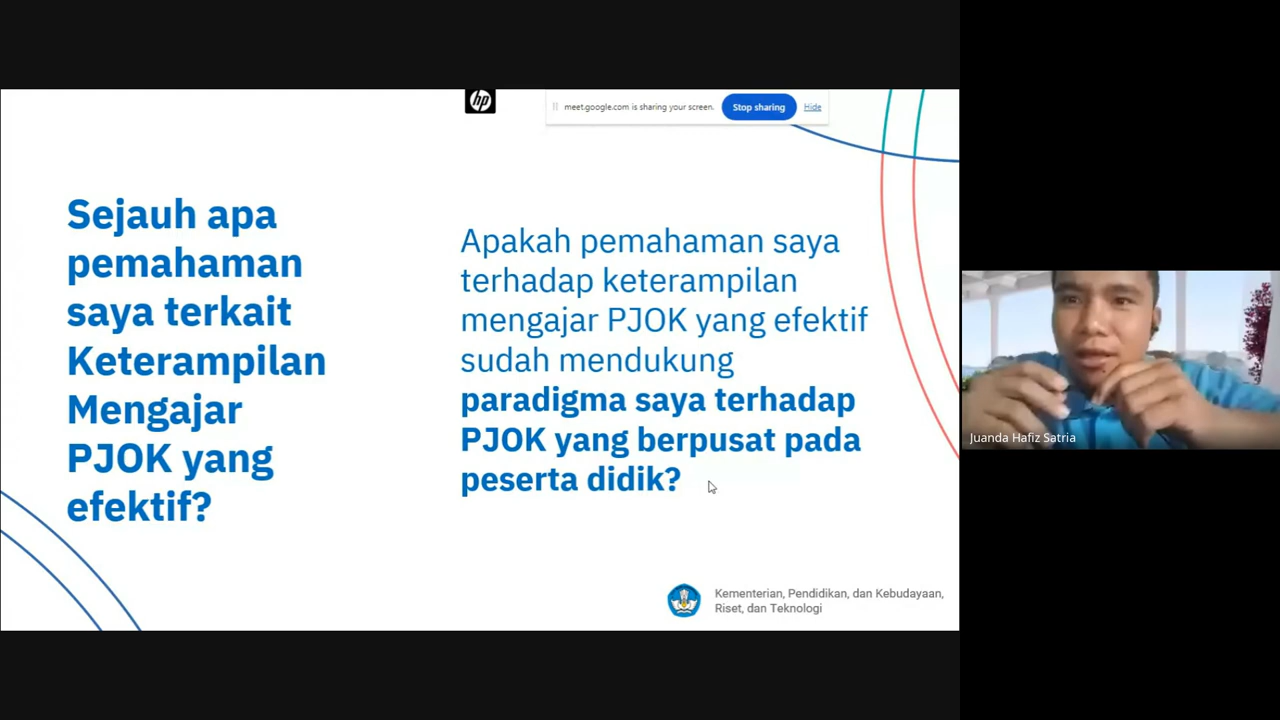 hp
meet.google.com is sharing your screen. Stop sharing Hide
Sejauh apa
pemahaman
saya terkait
Keterampilan
Mengajar
PJOK yang
efektif?
Apakah pemahaman saya
terhadap keterampilan
mengajar PJOK yang efektif
sudah mendukung
paradigma saya terhadap
PJOK yang berpusat pada
peserta didik?
Kementerian, Pendidikan, dan Kebudayaan,
Riset, dan Teknologi
Juanda Hafiz Satria